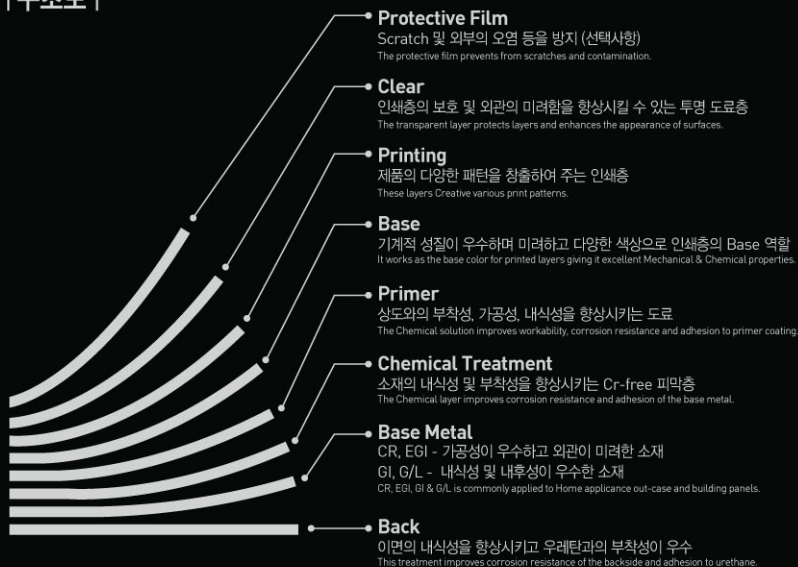 구조도
Protective Film
Scratch 및 외부의 오염 등을 방지 (선택사항)
The protective film prevents from scratches and contamination.
Clear
인쇄층의 보호 및 외관의 미려함을 향상시킬 수 있는 투명 도료층
The transparent layer protects layers and enhances the appearance of surfaces.
Printing
제품의 다양한 패턴을 창출하여 주는 인쇄층
These layers Creative various print patterns.
Base
기계적 성질이 우수하며 미려하고 다양한 색상으로 인쇄층의 Base 역할
It works as the base color for printed layers giving it excellent Mechanical & Chemical properties.
Primer
상도와의 부착성, 가공성, 내식성을 향상시키는 도료
The Chemical solution improves workability, corrosion resistance and adhesion to primer coating.
Chemical Treatment
소재의 내식성 및 부착성을 향상시키는 Cr-free 피막층
The Chemical layer improves corrosion resistance and adhesion of the base metal.
Base Metal
CR, EGI - 가공성이 우수하고 외관이 미려한 소재
GI, G/L - 내식성 및 내후성이 우수한 소재
CR, EGI, GI & G/L is commonly applied to Home applicance out-case and building panels.
Back
이면의 내식성을 향상시키고 우레탄과의 부착성이 우수
This treatment improves corrosion resistance of the backside and adhesion to urethane.